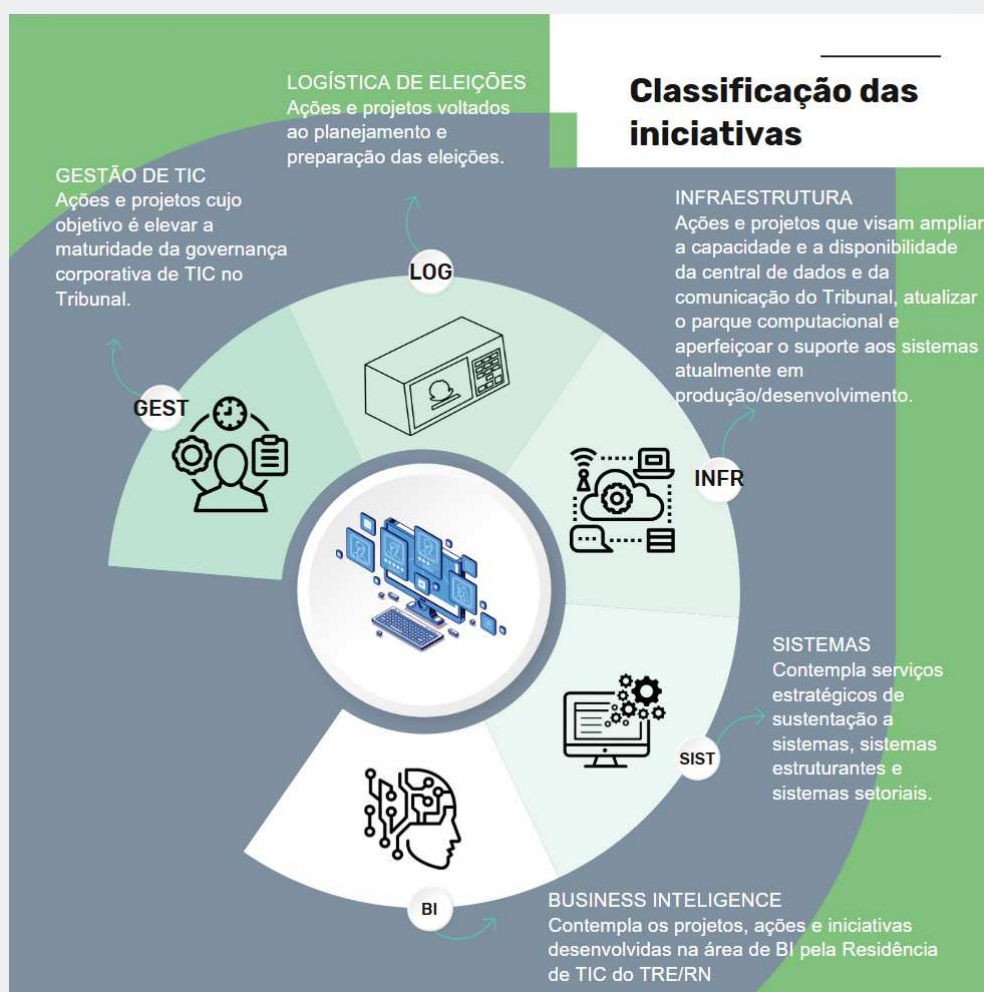 Classificação das
iniciativas
LOGÍSTICA DE ELEIÇÕES
Ações e projetos voltados
ao planejamento e
preparação das eleições.
GESTÃO DE TIC
Ações e projetos cujo
objetivo é elevar a
maturidade da governança
corporativa de TIC no
Tribunal.
INFRAESTRUTURA
Ações e projetos que visam ampliar
a capacidade e a disponibilidade
da central de dados e da
comunicação do Tribunal, atualizar
o parque computacional e
aperfeiçoar o suporte aos sistemas
atualmente em
produção/desenvolvimento.
LOG
GEST
INFR
SISTEMAS
Contempla serviços
estratégicos de
sustentação a
sistemas, sistemas
estruturantes e
sistemas setoriais.
SIST
BI
BUSINESS INTELIGENCE
Contempla os projetos, ações e iniciativas
desenvolvidas na área de BI pela Residência
de TIC do TRE/RN